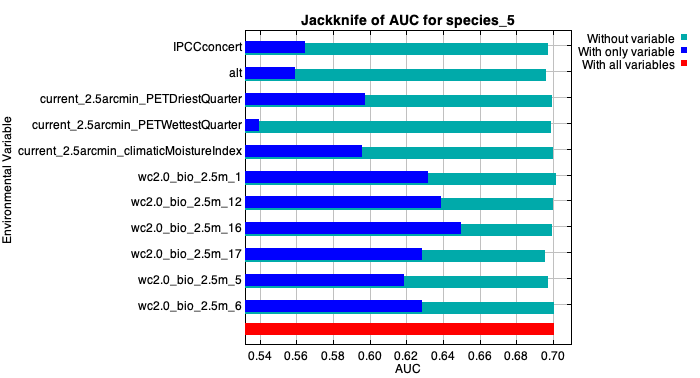 Jackknife of AUC for species_5
Without variable
With only variable
With all variables
Environmental Variable
IPCCconcert
alt
current_2.5arcmin_PETDriestQuarter
current_2.5arcmin_PETWettestQuarter
current_2.5arcmin_climaticMoistureIndex
wc2.0_bio_2.5m_1
wc2.0_bio_2.5m_12
wc2.0_bio_2.5m_16
wc2.0_bio_2.5m_17
wc2.0_bio_2.5m_5
wc2.0_bio_2.5m_6
0.54 0.56 0.58 0.60 0.62 0.64 0.66 0.68 0.70
AUC